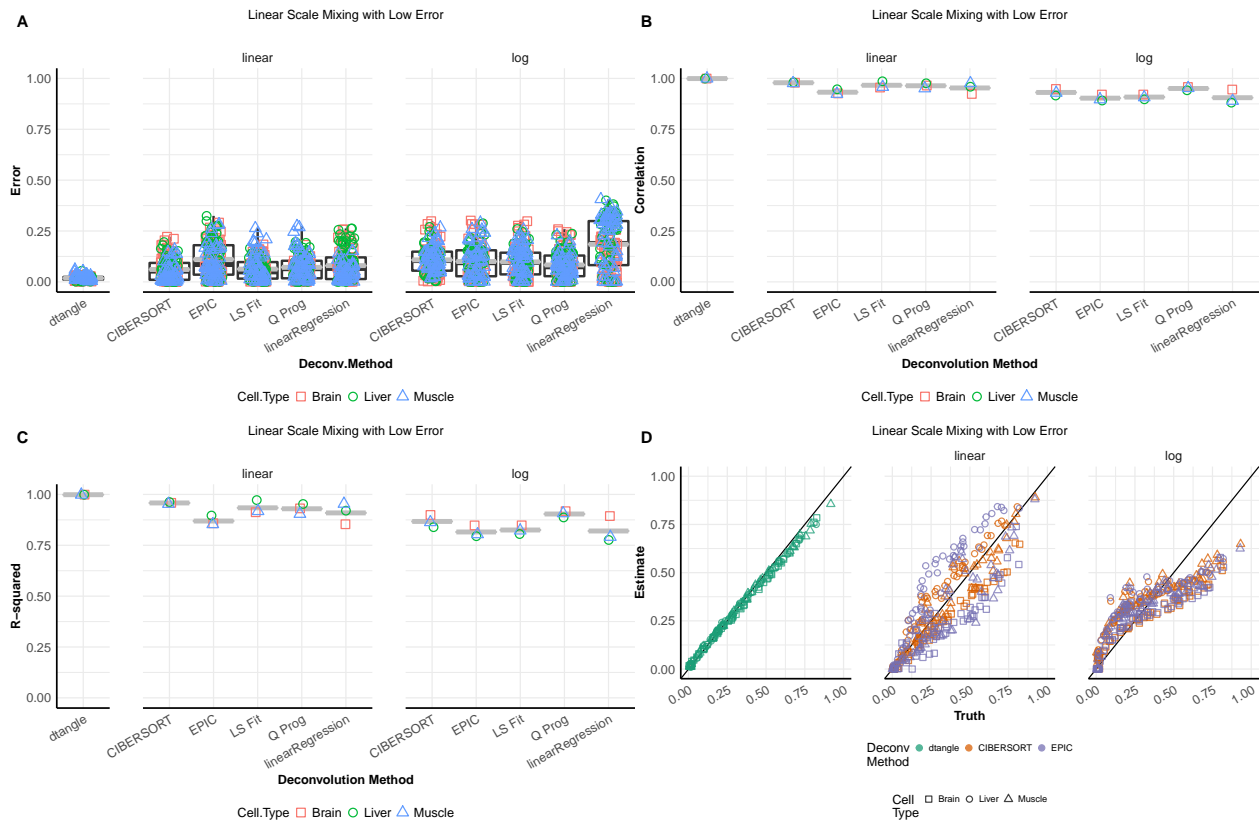 A
Linear Scale Mixing with Low Error
linear
log
Error
1.00
0.75
0.50
0.25
0.00
dtangle
CIBERSORT
EPIC
LS Fit
Q Prog
linearRegression
CIBERSORT
EPIC
LS Fit
Q Prog
linearRegression
Deconv.Method
Cell.Type Brain Liver Muscle
B
Linear Scale Mixing with Low Error
linear
log
Correlation
1.00
0.75
0.50
0.25
0.00
dtangle
CIBERSORT
EPIC
LS Fit
Q Prog
linearRegression
CIBERSORT
EPIC
LS Fit
Q Prog
linearRegression
Deconvolution Method
Cell.Type Brain Liver Muscle
C
Linear Scale Mixing with Low Error
linear
log
R−squared
1.00
0.75
0.50
0.25
0.00
dtangle
CIBERSORT
EPIC
LS Fit
Q Prog
linearRegression
CIBERSORT
EPIC
LS Fit
Q Prog
linearRegression
Deconvolution Method
Cell.Type Brain Liver Muscle
D
Linear Scale Mixing with Low Error
linear
log
Estimate
1.00
0.75
0.50
0.25
0.00
0.00 0.25 0.50 0.75 1.00
0.00 0.25 0.50 0.75 1.00
0.00 0.25 0.50 0.75 1.00
Truth
Deconv
Method
dtangle CIBERSORT EPIC
Cell
Type
Brain Liver Muscle